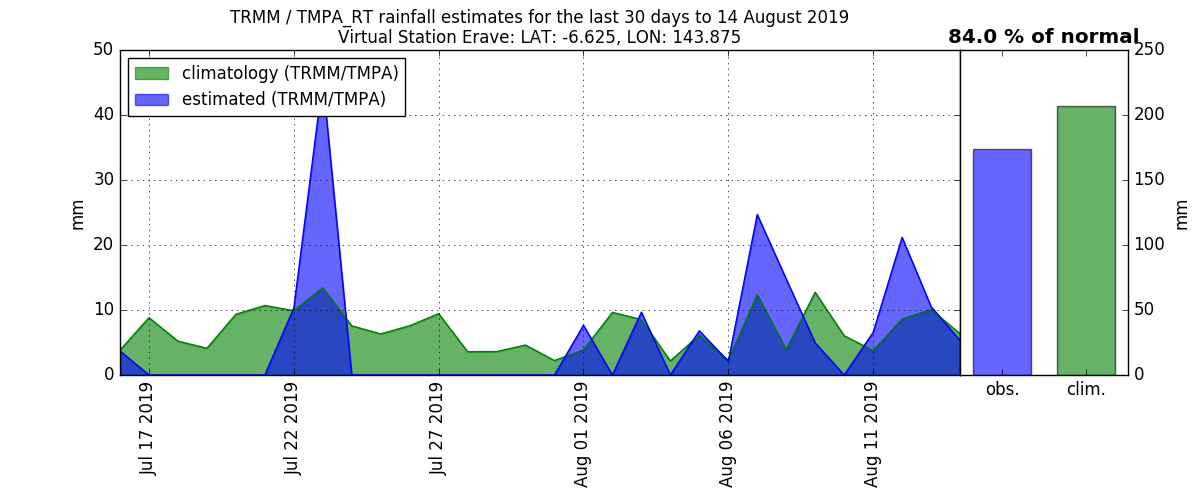 TRMM / TMPA_RT rainfall estimates for the last 30 days to 14 August 2019
Virtual Station Erave: LAT: -6.625, LON: 143.875
84.0 % of normal
climatology (TRMM/TMPA)
estimated (TRMM/TMPA)
50
40
30
20
10
0
mm
Jul 17 2019
Jul 22 2019
Jul 27 2019
Aug 01 2019
Aug 06 2019
Aug 11 2019
obs.
clim.
250
200
150
100
50
0
mm